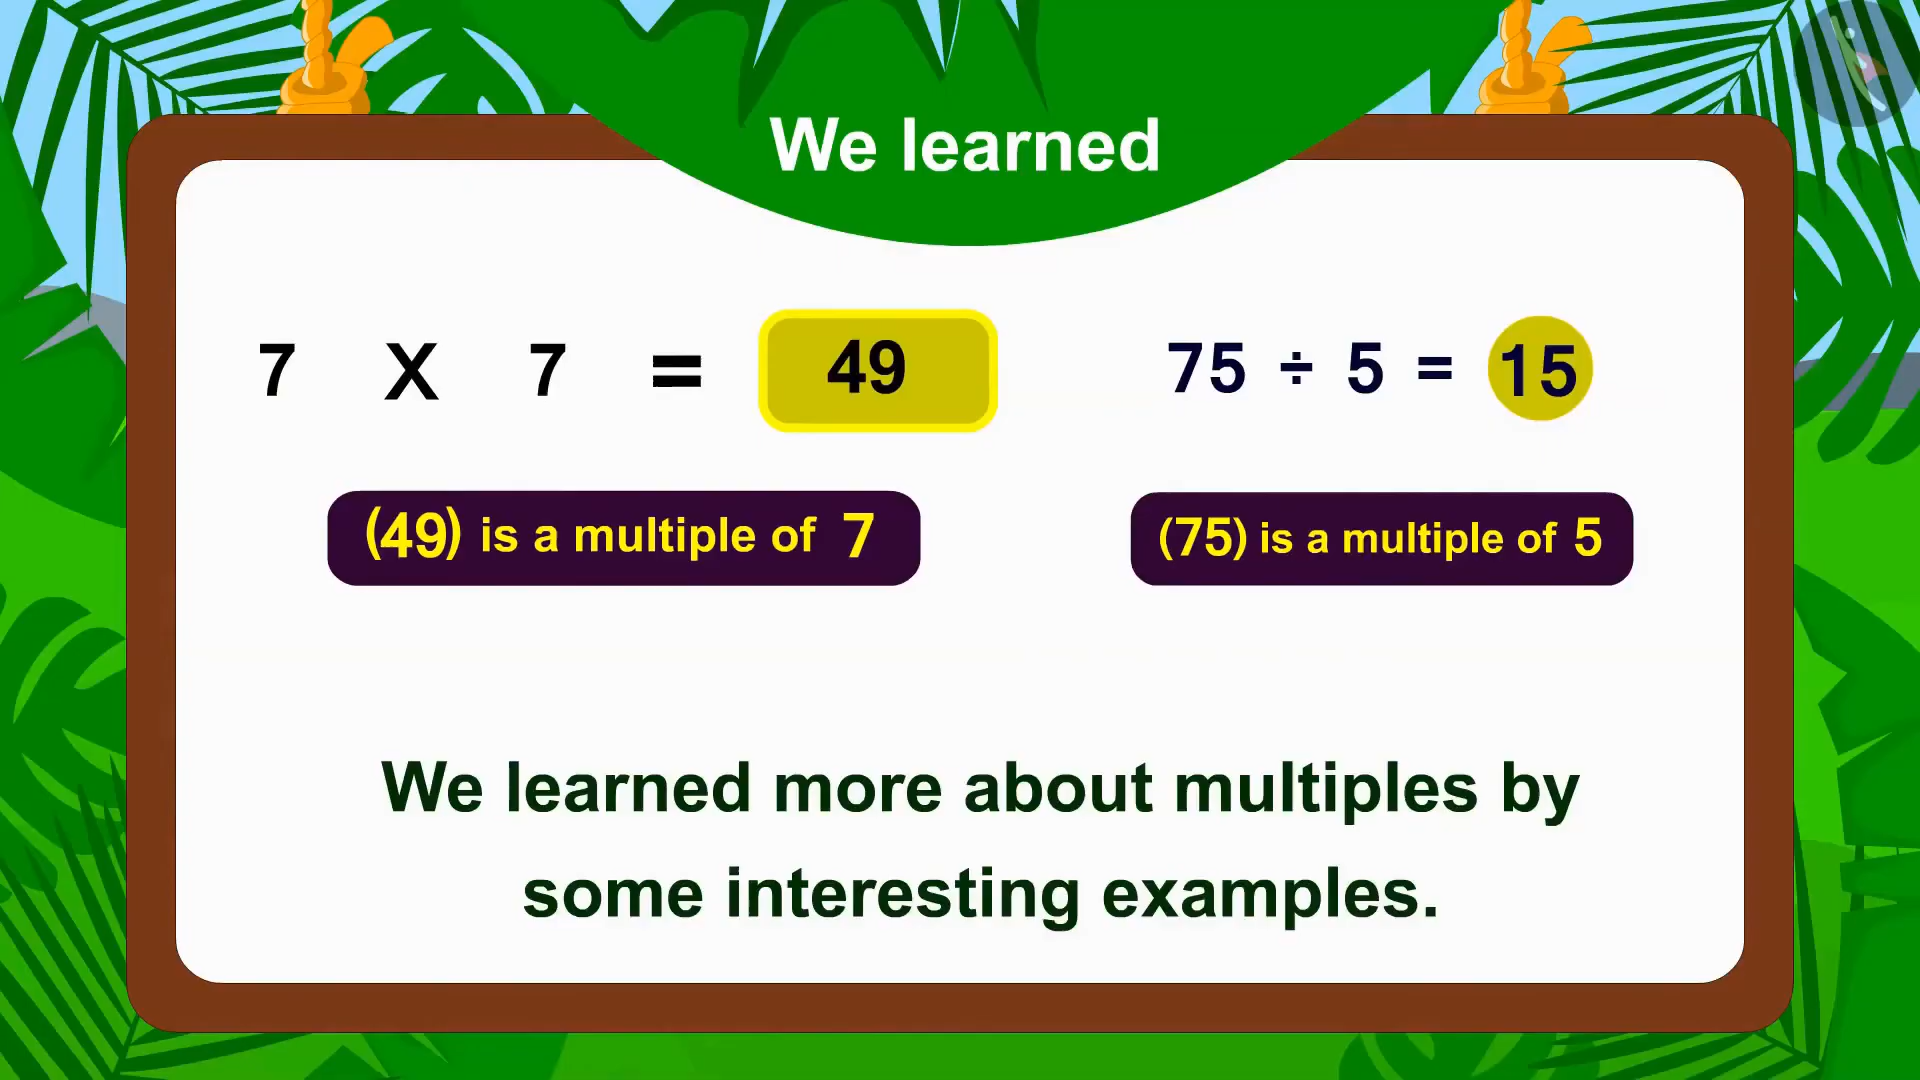 We learned
7 X 7 = 49
75 ÷ 5 = 15
(49) is a multiple of 7
(75) is a multiple of 5
We learned more about multiples by
some interesting examples.